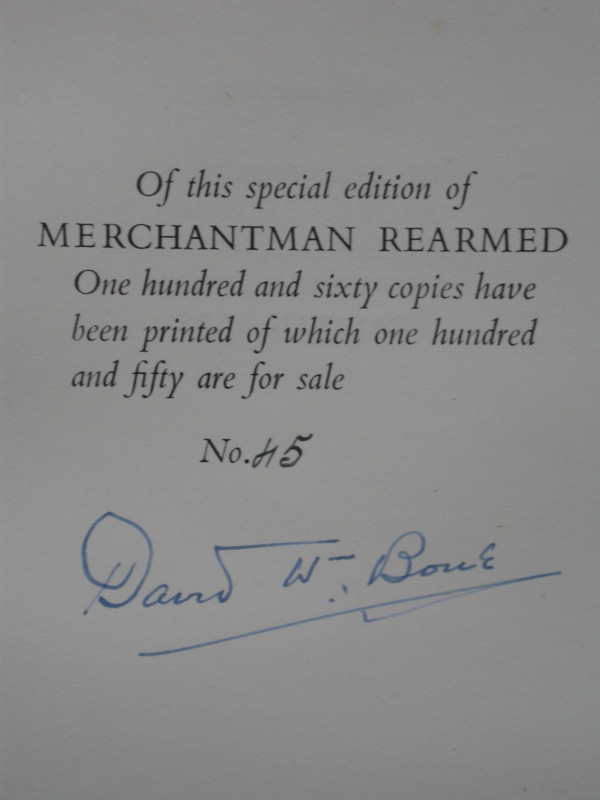 Of this special edition of
MERCHANTMAN REARMED
One hundred and sixty copies have
been printed of which one hundred
and fifty are for sale
No. 45
David W. Bone